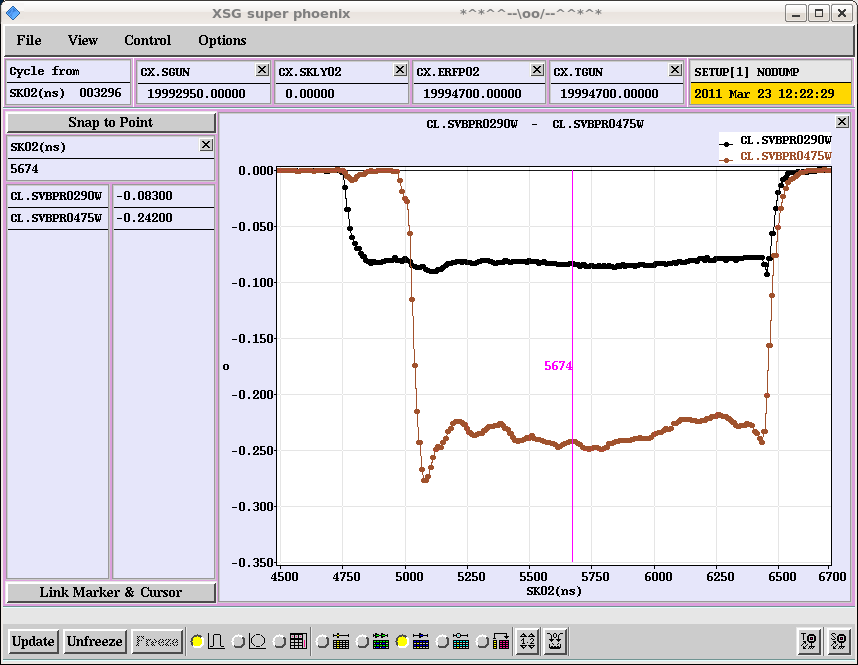 XSG super phoenix *^*^^--\oo/--^^*^*
File View Control Options
Cycle from
SK02(ns) 003296
CX.SGUN
19992950.00000
CX.SKLY02
0.00000
CX.ERFP02
19994700.00000
CX.TGUN
19994700.00000
SETUP[1] NODUMP
2011 Mar 23 12:22:29
Snap to Point
SK02(ns)
5674
CL.SVBPR0290W -0.08300
CL.SVBPR0475W -0.24200
Link Marker & Cursor
CL.SVBPR0290W - CL.SVBPR0475W
CL.SVBPR0290W
CL.SVBPR0475W
0.000
-0.050
-0.100
-0.150
-0.200
-0.250
-0.300
-0.350
o
5674
4500 4750 5000 5250 5500 5750 6000 6250 6500 6700
SK02(ns)
Update Unfreeze Freeze